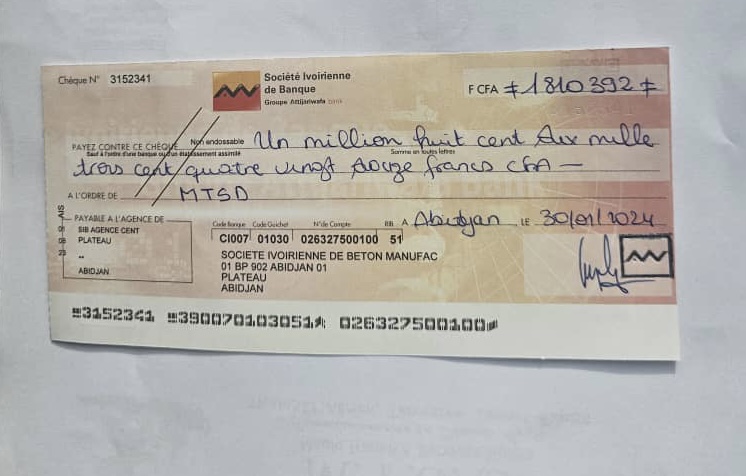 Chèque N° 3152341
Société Ivoirienne
de Banque
Groupe Attijariwafa bank
F CFA ≠ 1810392 ≠
PAYEZ CONTRE CE CHÈQUE Non endossable Un million huit cent dix mille
Sauf à l'ordre d'une banque ou d'un établissement assimilé Somme en toutes lettres
trois cent quatre vingt douze francs CFA —
A L'ORDRE DE MTSD
PAYABLE A L'AGENCE DE
SIB AGENCE CENT
PLATEAU
..
ABIDJAN
Code Banque Code Guichet N° de Compte RB
CI007 01030 026327500100 51
A Abidjan LE 30/01/2024
SOCIETE IVOIRIENNE DE BETON MANUFAC
01 BP 902 ABIDJAN 01
PLATEAU
ABIDJAN
3152341 390070103051 026327500100